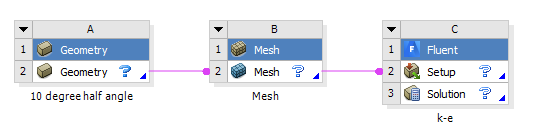 A
1 Geometry
2 Geometry ?
10 degree half angle
B
1 Mesh
2 Mesh ?
Mesh
C
1 F Fluent
2 Setup ?
3 Solution ?
k-e